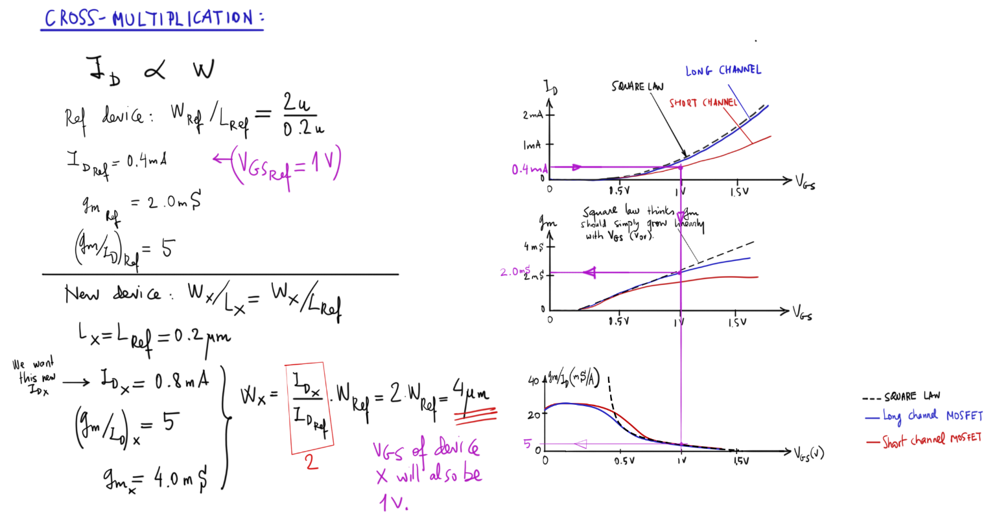 CROSS-MULTIPLICATION:
I_D ∝ W
Ref device: W_Ref/L_Ref = 2u/0.2u
I_DRef = 0.4mA ←(V_GSRef = 1V)
gm_Ref = 2.0mS
(gm/I_D)_Ref = 5
New device: W_X/L_X = W_X/L_Ref
L_X = L_Ref = 0.2μm
We want
this new
I_DX
→ I_DX = 0.8mA
(gm/I_D)_X = 5
gm_X = 4.0mS
W_X = I_DX/I_DRef · W_Ref = 2·W_Ref = 4μm
2
VGS of device
X will also be
1V.
I_D
SQUARE LAW
LONG CHANNEL
SHORT CHANNEL
2mA
1mA
0.4mA
0
0 0.5V 1V 1.5V V_GS
gm
Square law thinks gm
should simply grow linearly
with V_GS (Vov).
4mS
2.0mS
2mS
0
0 0.5V 1V 1.5V V_GS
gm/I_D(mS/A)
40
20
5
0
0 0.5V 1V 1.5V V_GS(V)
SQUARE LAW
Long channel MOSFET
Short channel MOSFET